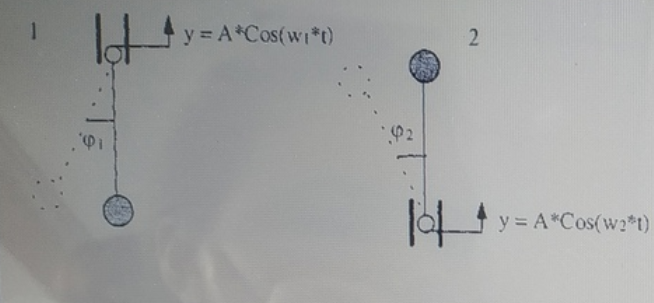 1
y = A*Cos(w1*t)
2
φ1
φ2
y = A*Cos(w2*t)